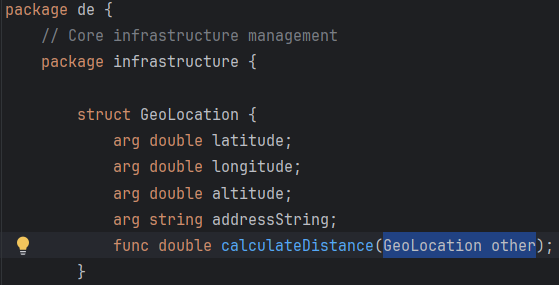 package de {
    // Core infrastructure management
    package infrastructure {

        struct GeoLocation {
            arg double latitude;
            arg double longitude;
            arg double altitude;
            arg string addressString;
            func double calculateDistance(GeoLocation other);
        }